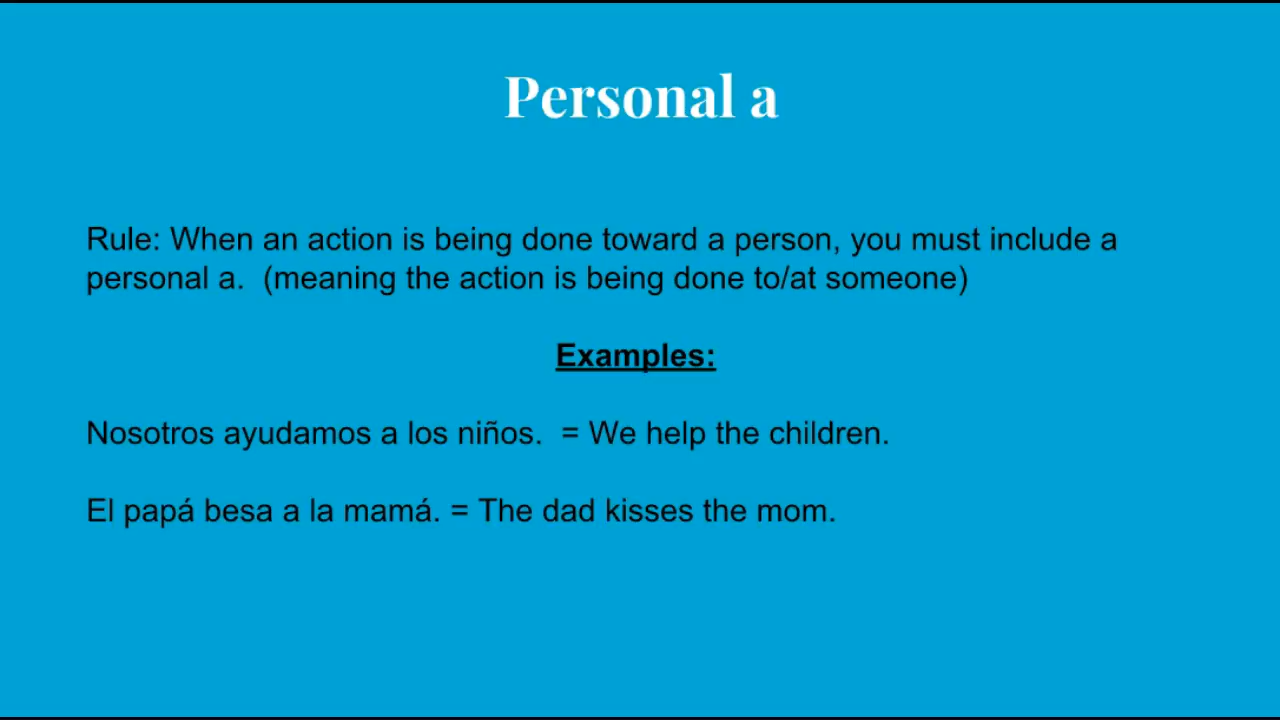 Personal a
Rule: When an action is being done toward a person, you must include a
personal a.  (meaning the action is being done to/at someone)
Examples:
Nosotros ayudamos a los niños.  = We help the children.
El papá besa a la mamá. = The dad kisses the mom.